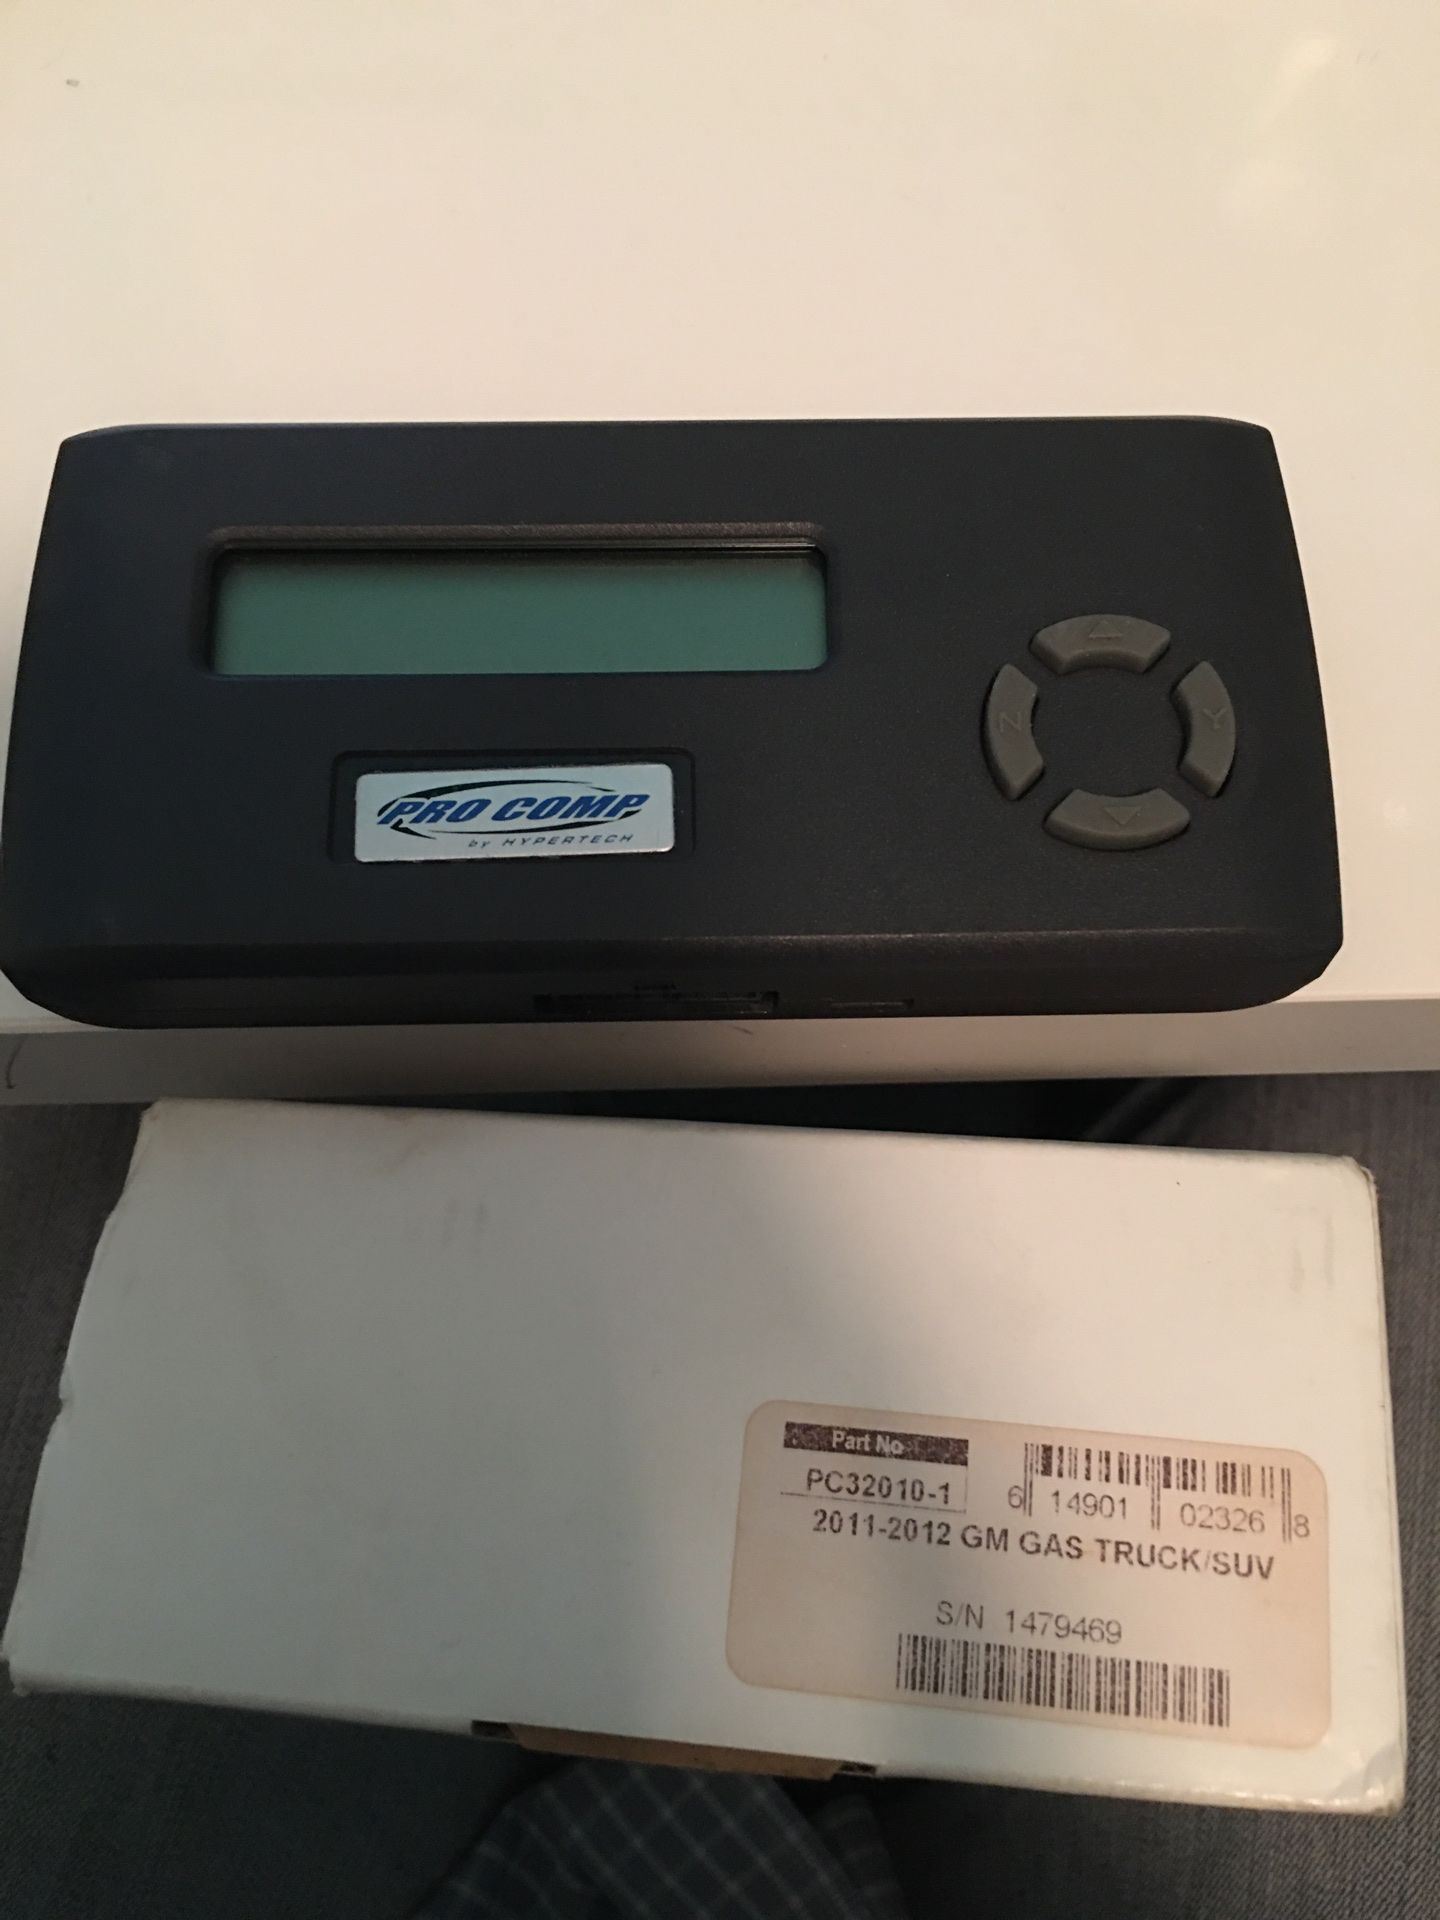 N
Y
PRO COMP
by HYPERTECH
Part No
PC32010-1
6 14901 02326 8
2011-2012 GM GAS TRUCK/SUV
S/N 1479469